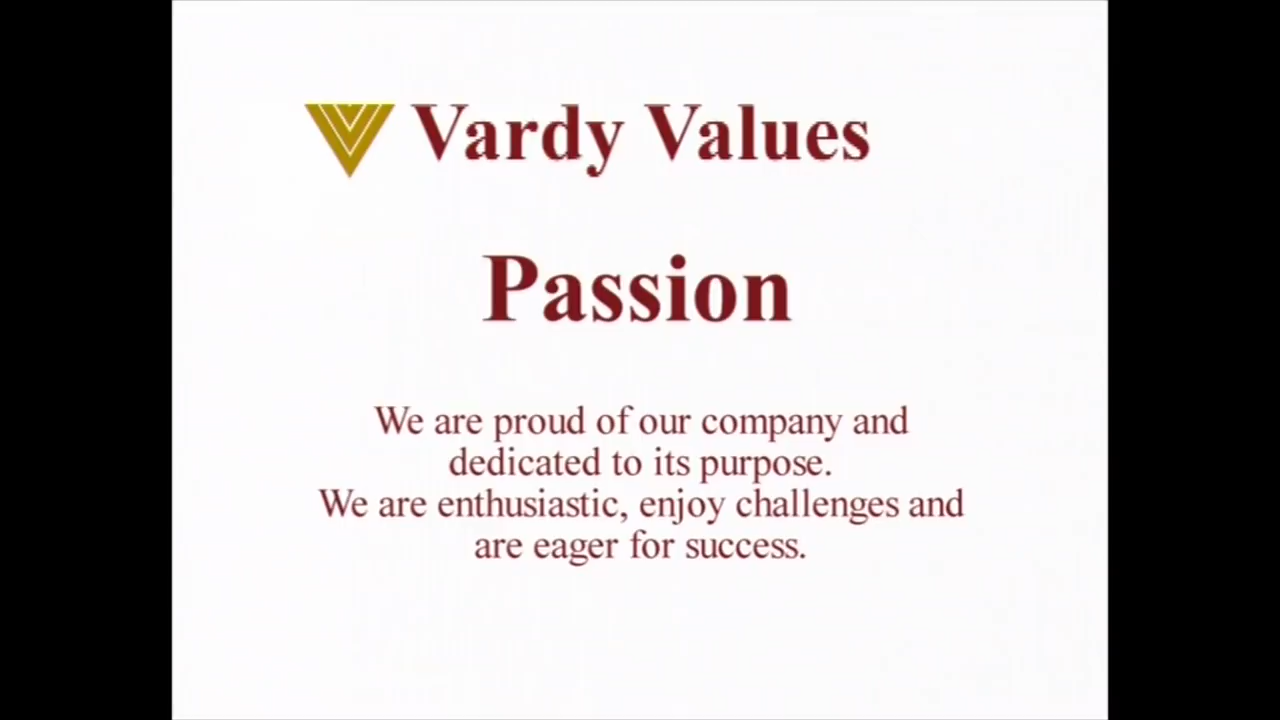 Vardy Values
Passion
We are proud of our company and
dedicated to its purpose.
We are enthusiastic, enjoy challenges and
are eager for success.